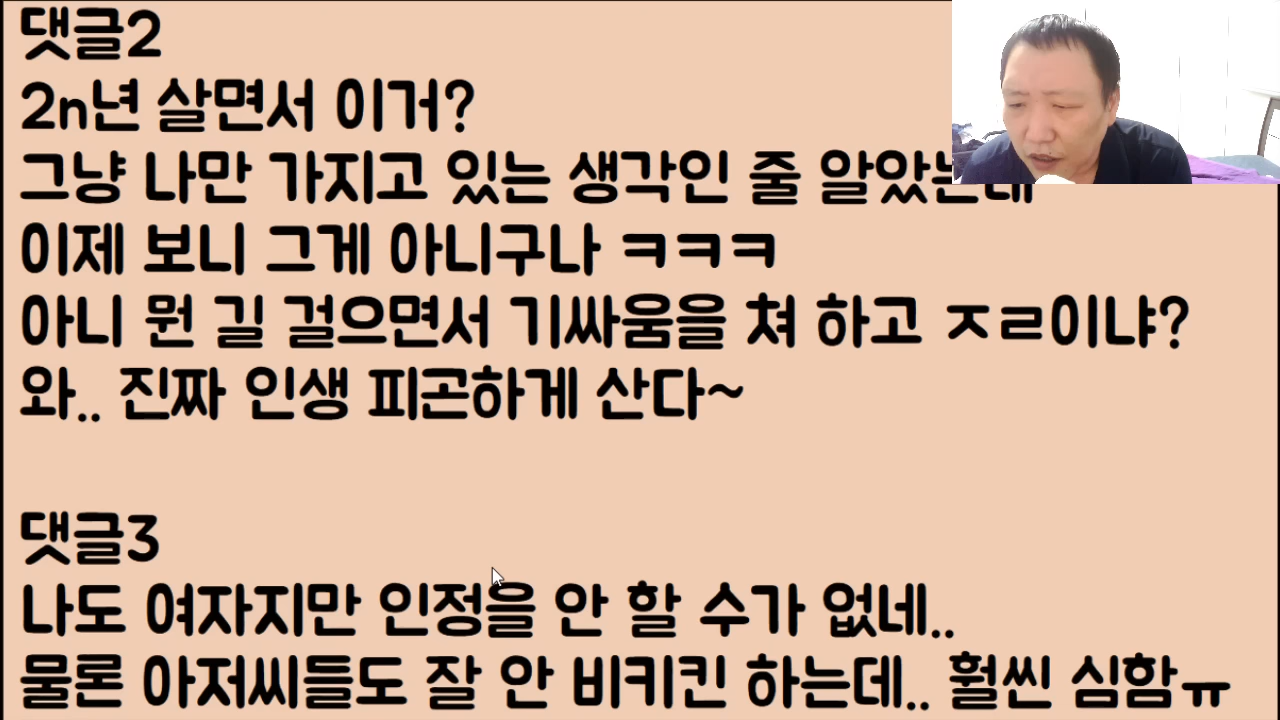 댓글2
2n년 살면서 이거?
그냥 나만 가지고 있는 생각인 줄 알았는데
이제 보니 그게 아니구나 ㅋㅋㅋ
아니 뭔 길 걸으면서 기싸움을 쳐 하고 ㅈㄹ이냐?
와.. 진짜 인생 피곤하게 산다~
댓글3
나도 여자지만 인정을 안 할 수가 없네..
물론 아저씨들도 잘 안 비키킨 하는데.. 훨씬 심함ㅠ